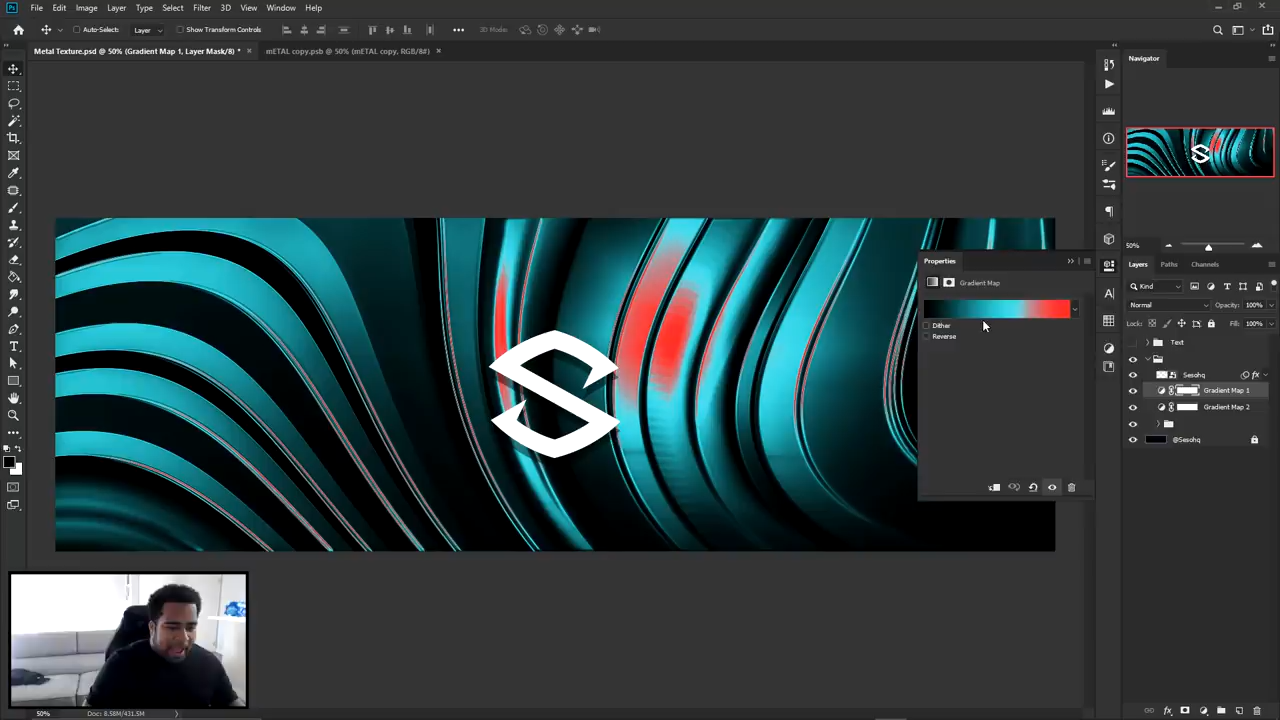 Ps File Edit Image Layer Type Select Filter 3D View Window Help
Auto-Select: Layer Show Transform Controls 3D Mode:
Metal Texture.psd @ 50% (Gradient Map 1, Layer Mask/8) * × mETAL copy.psb @ 50% (mETAL copy, RGB/8#) ×
Navigator
50%
Properties
Gradient Map
Dither
Reverse
Layers Paths Channels
Kind
Normal Opacity: 100%
Lock: Fill: 100%
Text
Sesohq fx
Gradient Map 1
Gradient Map 2
@Sesohq
50% Doc: 8.58M/431.5M